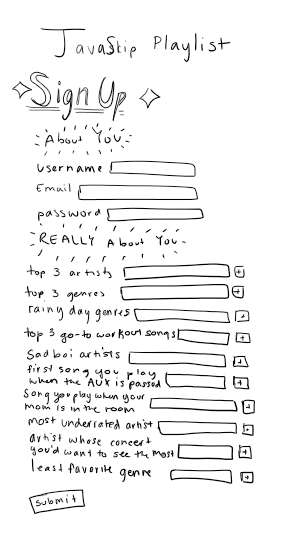 JavaSkip Playlist
Sign Up
About You
username
Email
password
REALLY About You
top 3 artists +
top 3 genres +
rainy day genres +
top 3 go-to workout songs +
Sad boi artists +
first song you play
when the AUX is passed +
Song you play when your
mom is in the room +
most underrated artist +
artist whose concert
you'd want to see the most +
least favorite genre +
submit